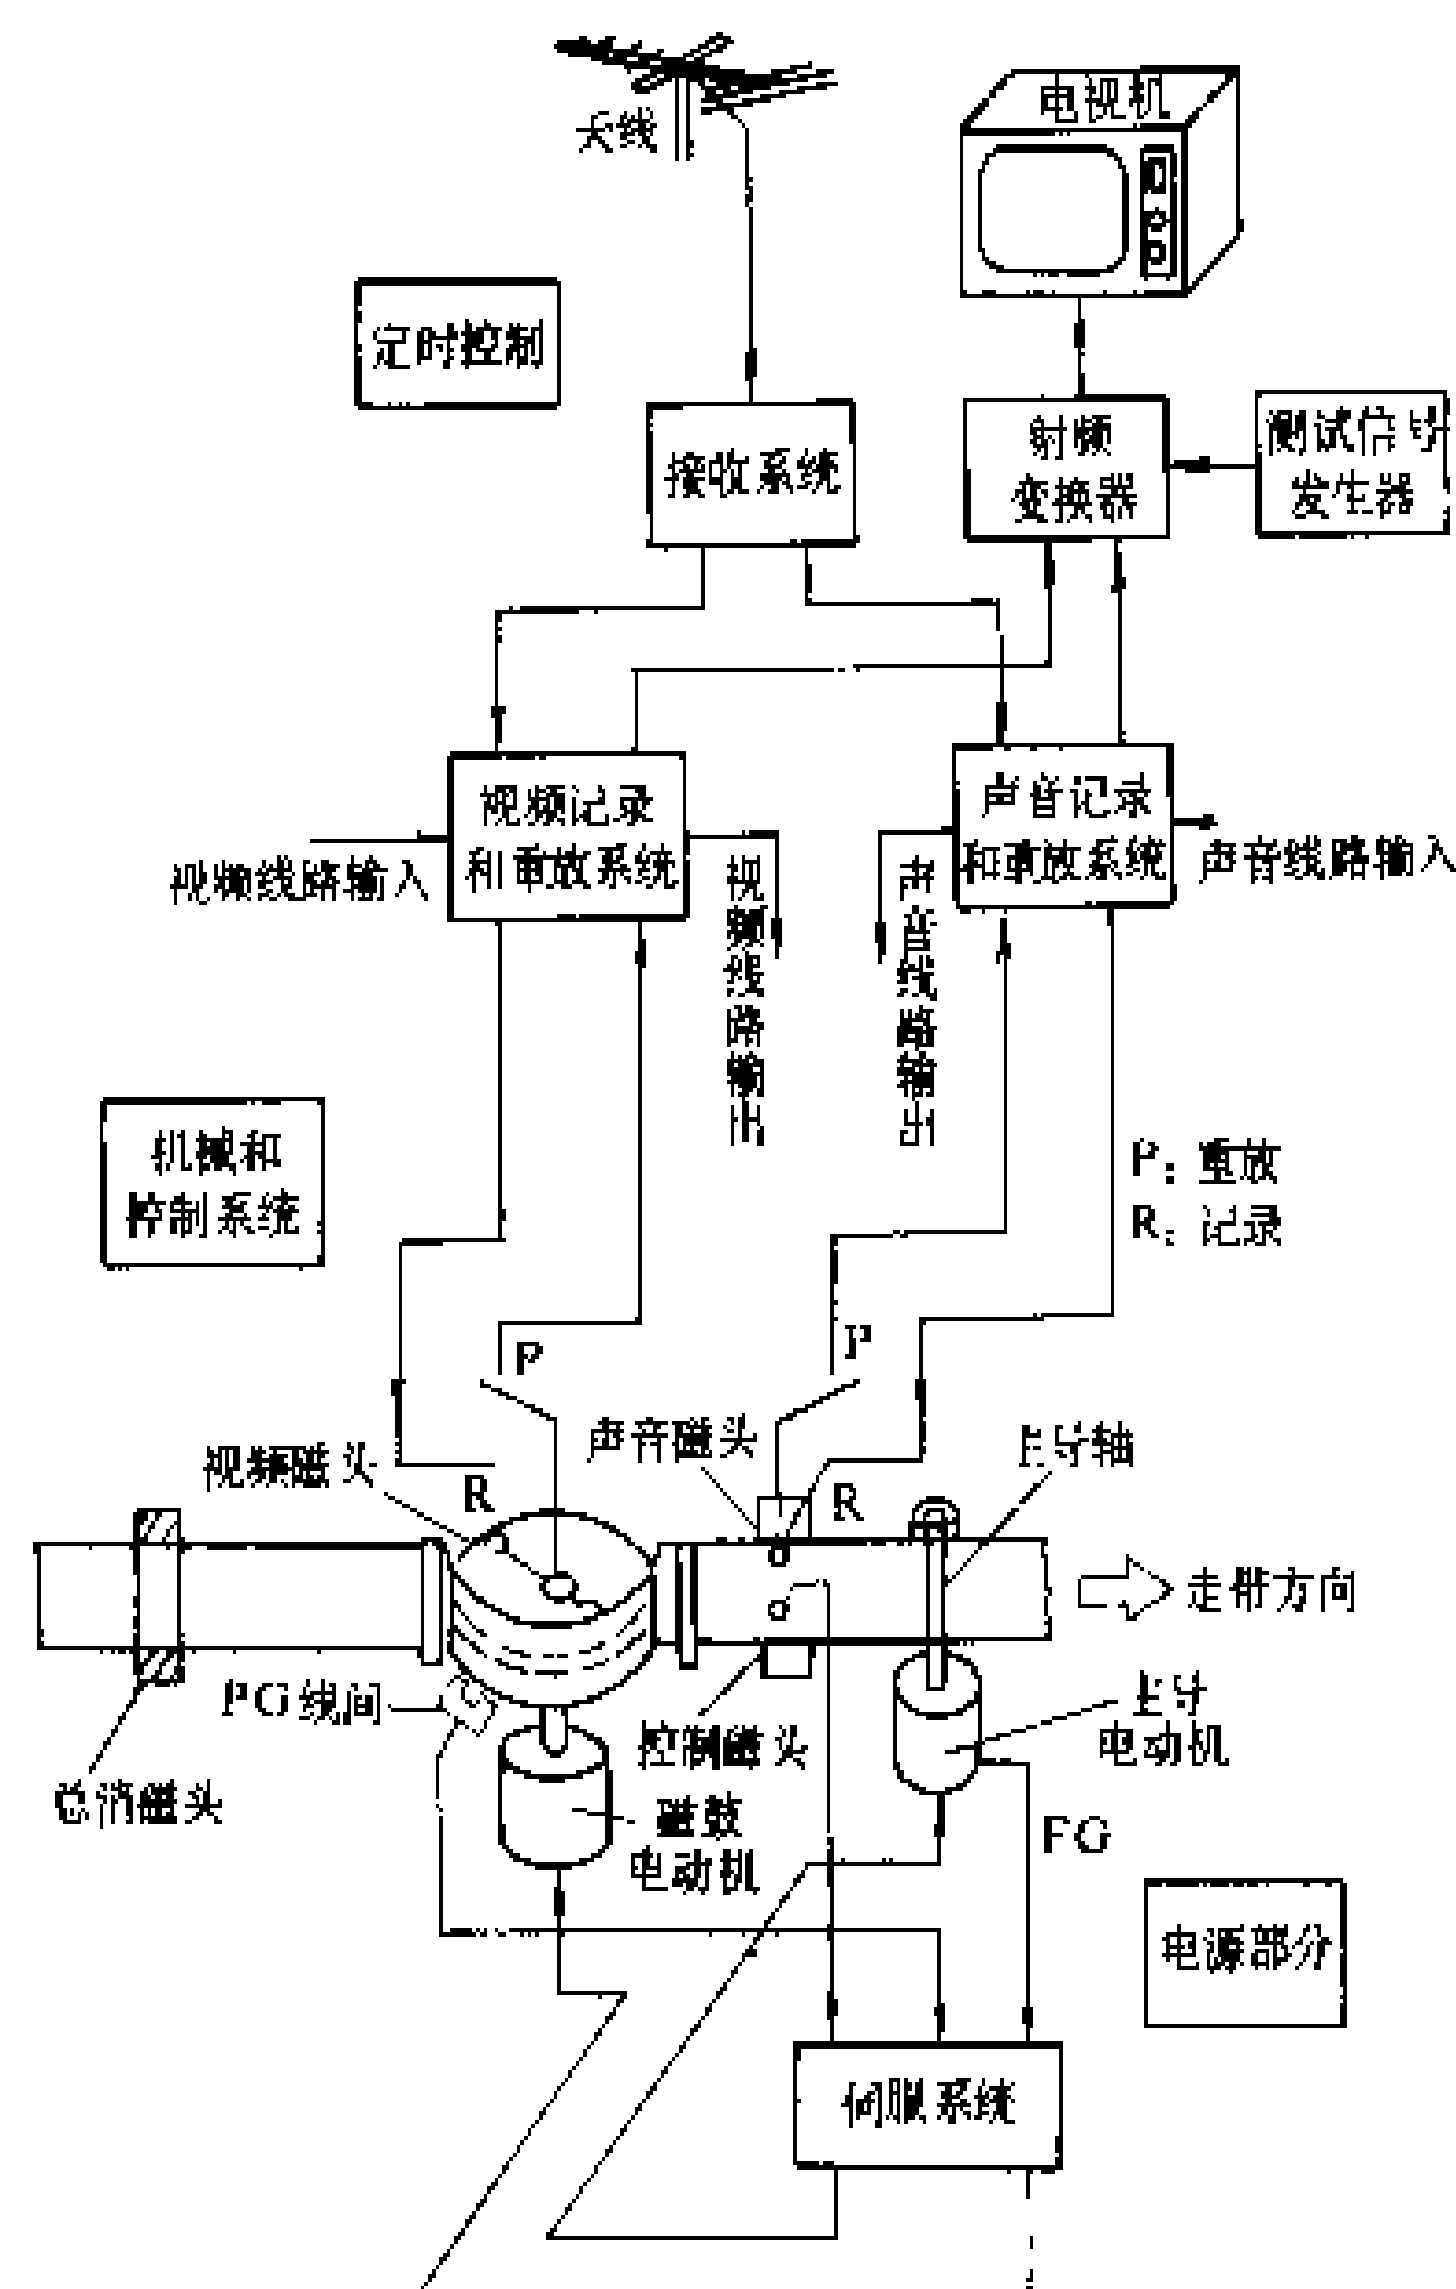 天线
电视机
定时控制
接收系统
射频
变换器
测试信号
发生器
视频记录
和重放系统
声音记录
和重放系统
视频线路输入
视频线路输出
声音线路输出
声音线路输入
机械和
控制系统
P：重放
R：记录
P
P
声音磁头
主导轴
视频磁头
R
R
走带方向
PG线间
控制磁头
主导
电动机
总消磁头
磁鼓
电动机
FG
电源部分
伺服系统